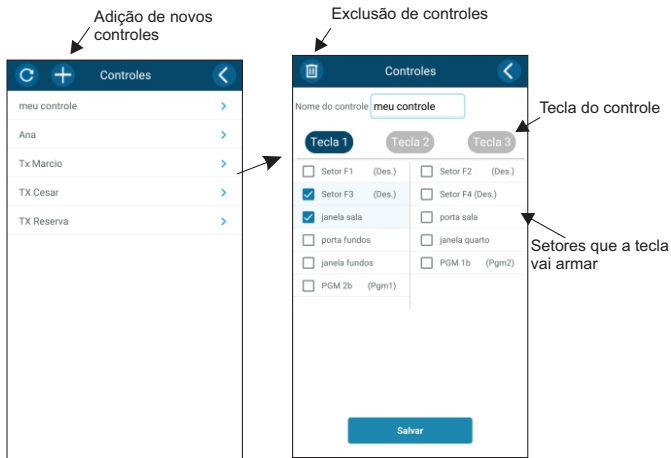 Adição de novos
controles
Exclusão de controles
Controles
meu controle
Ana
Tx Marcio
TX Cesar
TX Reserva
Controles
Nome do controle meu controle
Tecla 1 Tecla 2 Tecla 3
Setor F1 (Des.) Setor F2 (Des.)
Setor F3 (Des.) Setor F4 (Des.)
janela sala porta sala
porta fundos janela quarto
janela fundos PGM 1b (Pgm2)
PGM 2b (Pgm1)
Salvar
Tecla do controle
Setores que a tecla
vai armar